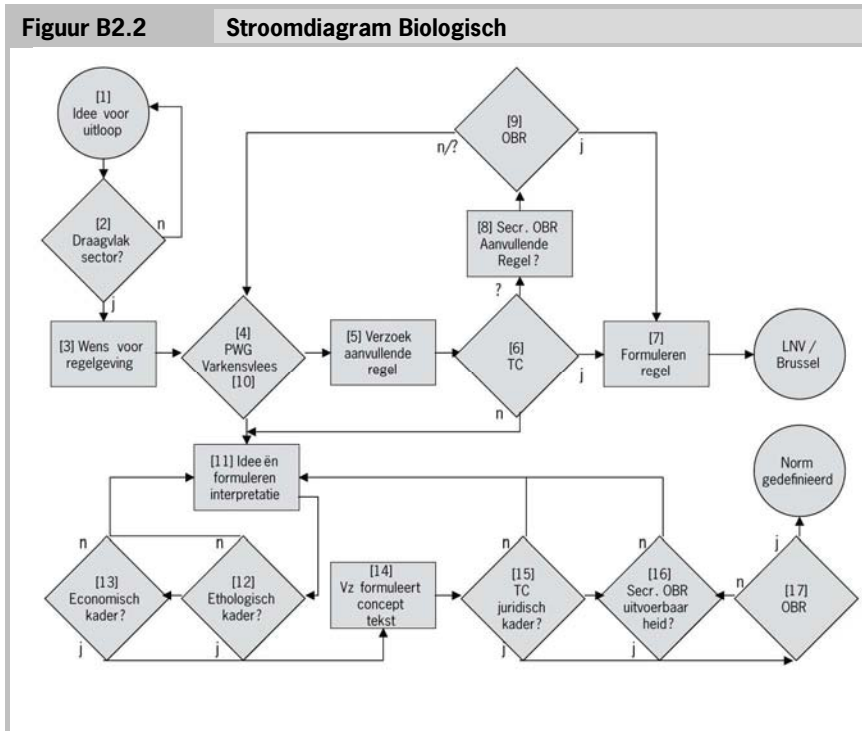 Figuur B2.2 Stroomdiagram Biologisch
[1]
Idee voor
uitloop
[2]
Draagvlak
sector?
n
j
[3] Wens voor
regelgeving
[4]
PWG
Varkensvlees
[10]
[5] Verzoek
aanvullende
regel
[6]
TC
?
j
n
[8] Secr. OBR
Aanvullende
Regel ?
[9]
OBR
n/?
j
[7]
Formuleren
regel
LNV /
Brussel
[11] Idee ën
formuleren
interpretatie
n
n
[13]
Economisch
kader?
j
[12]
Ethologisch
kader?
j
[14]
Vz formuleert
concept
tekst
n
[15]
TC
juridisch
kader?
j
n
[16]
Secr. OBR
uitvoerbaar
heid?
j
n
j
[17]
OBR
Norm
gedefinieerd